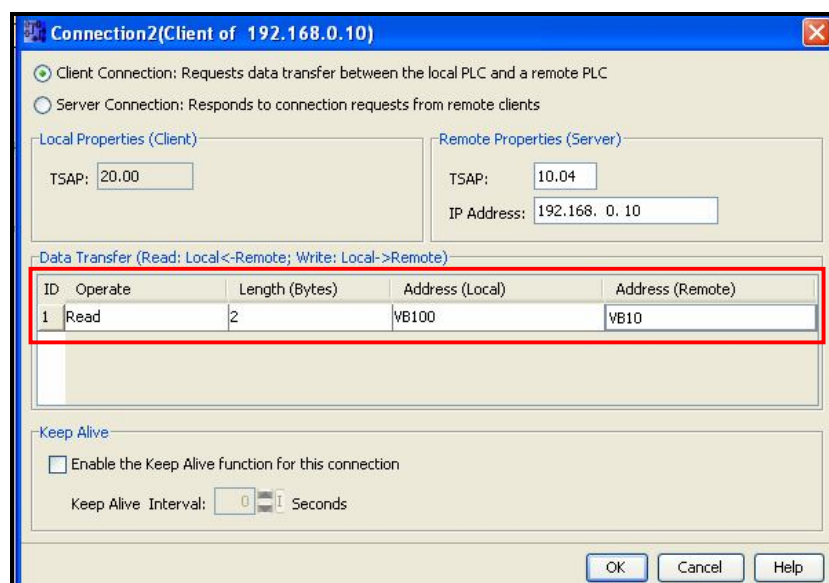 Connection2(Client of 192.168.0.10)
Client Connection: Requests data transfer between the local PLC and a remote PLC
Server Connection: Responds to connection requests from remote clients
Local Properties (Client)
TSAP: 20.00
Remote Properties (Server)
TSAP: 10.04
IP Address: 192.168. 0. 10
Data Transfer (Read: Local<-Remote; Write: Local->Remote)
ID Operate Length (Bytes) Address (Local) Address (Remote)
1 Read 2 VB100 VB10
Keep Alive
Enable the Keep Alive function for this connection
Keep Alive Interval: 0 Seconds
OK Cancel Help